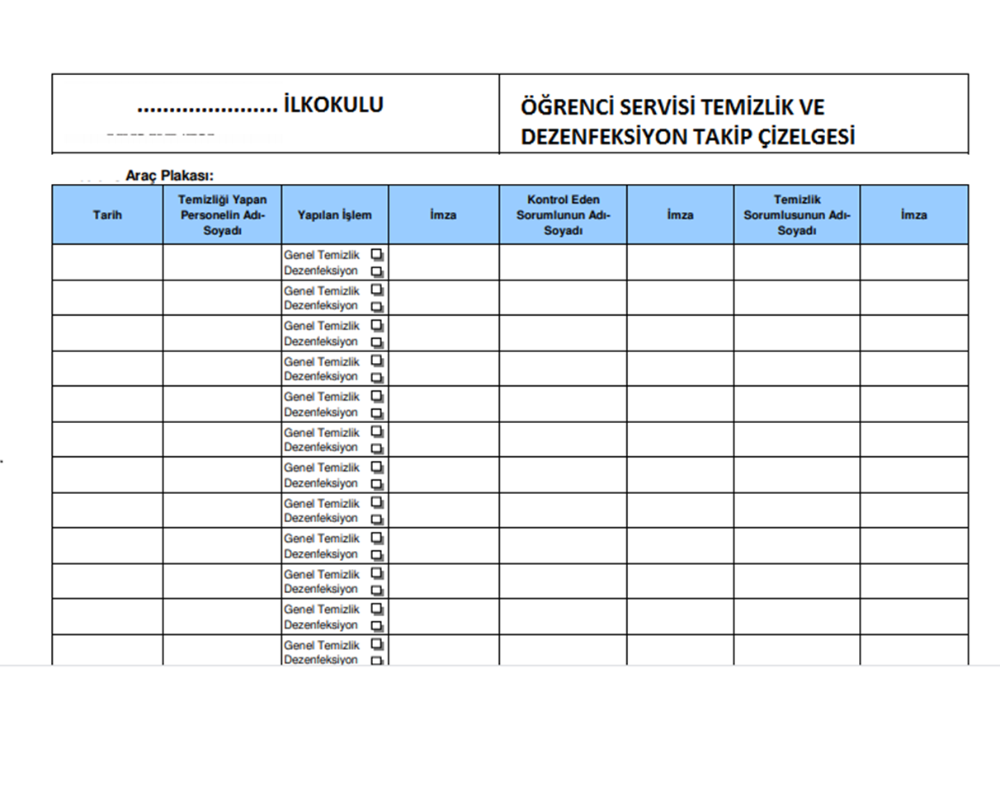 ...................... İLKOKULU
ÖĞRENCİ SERVİSİ TEMİZLİK VE
DEZENFEKSİYON TAKİP ÇİZELGESİ
Araç Plakası:
Tarih
Temizliği Yapan
Personelin Adı-
Soyadı
Yapılan İşlem
İmza
Kontrol Eden
Sorumlunun Adı-
Soyadı
İmza
Temizlik
Sorumlusunun Adı-
Soyadı
İmza
Genel Temizlik
Dezenfeksiyon
Genel Temizlik
Dezenfeksiyon
Genel Temizlik
Dezenfeksiyon
Genel Temizlik
Dezenfeksiyon
Genel Temizlik
Dezenfeksiyon
Genel Temizlik
Dezenfeksiyon
Genel Temizlik
Dezenfeksiyon
Genel Temizlik
Dezenfeksiyon
Genel Temizlik
Dezenfeksiyon
Genel Temizlik
Dezenfeksiyon
Genel Temizlik
Dezenfeksiyon
Genel Temizlik
Dezenfeksiyon